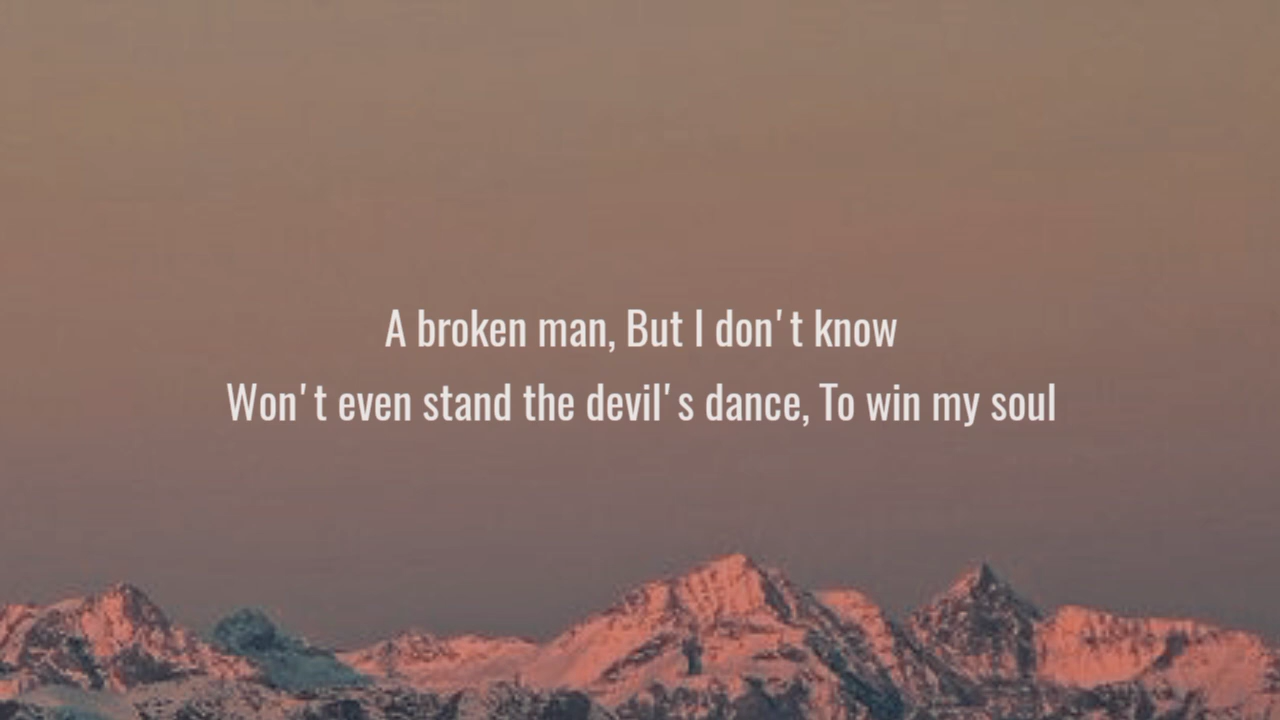 A broken man, But I don't know
Won't even stand the devil's dance, To win my soul